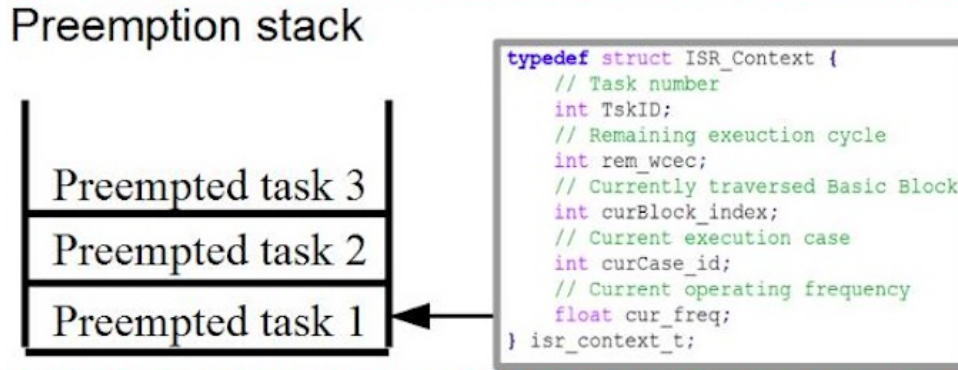 Preemption stack
Preempted task 3
Preempted task 2
Preempted task 1
typedef struct ISR_Context {
// Task number
int TskID;
// Remaining exeuction cycle
int rem_wcec;
// Currently traversed Basic Block
int curBlock_index;
// Current execution case
int curCase_id;
// Current operating frequency
float cur_freq;
} isr_context_t;